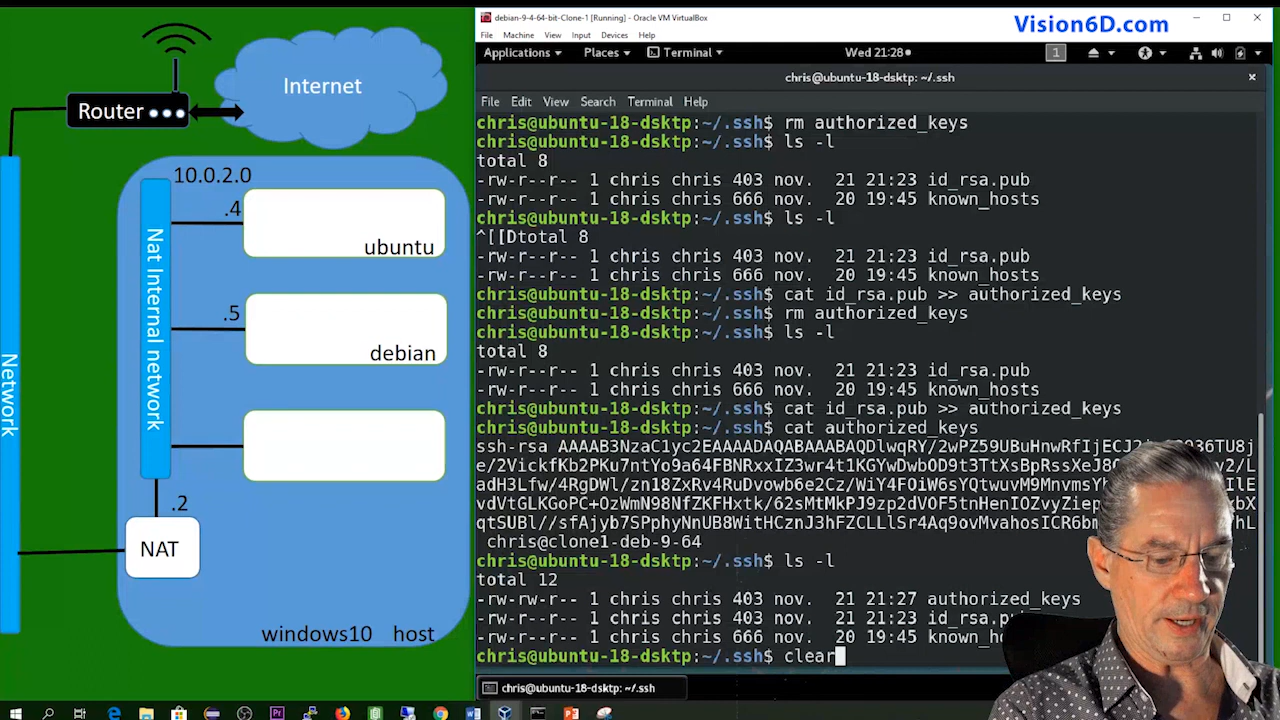 debian-9-4-64-bit-Clone-1 [Running] - Oracle VM VirtualBox
Vision6D.com
File Machine View Input Devices Help
Applications Places Terminal Wed 21:28 1
chris@ubuntu-18-dsktp: ~/.ssh
File Edit View Search Terminal Help
chris@ubuntu-18-dsktp:~/.ssh$ rm authorized_keys
chris@ubuntu-18-dsktp:~/.ssh$ ls -l
total 8
-rw-r--r-- 1 chris chris 403 nov. 21 21:23 id_rsa.pub
-rw-r--r-- 1 chris chris 666 nov. 20 19:45 known_hosts
chris@ubuntu-18-dsktp:~/.ssh$ ls -l
^[[Dtotal 8
-rw-r--r-- 1 chris chris 403 nov. 21 21:23 id_rsa.pub
-rw-r--r-- 1 chris chris 666 nov. 20 19:45 known_hosts
chris@ubuntu-18-dsktp:~/.ssh$ cat id_rsa.pub >> authorized_keys
chris@ubuntu-18-dsktp:~/.ssh$ rm authorized_keys
chris@ubuntu-18-dsktp:~/.ssh$ ls -l
total 8
-rw-r--r-- 1 chris chris 403 nov. 21 21:23 id_rsa.pub
-rw-r--r-- 1 chris chris 666 nov. 20 19:45 known_hosts
chris@ubuntu-18-dsktp:~/.ssh$ cat id_rsa.pub >> authorized_keys
chris@ubuntu-18-dsktp:~/.ssh$ cat authorized_keys
ssh-rsa
chris@clone1-deb-9-64
chris@ubuntu-18-dsktp:~/.ssh$ ls -l
total 12
-rw-rw-r-- 1 chris chris 403 nov. 21 21:27 authorized_keys
-rw-r--r-- 1 chris chris 403 nov. 21 21:23
-rw-r--r-- 1 chris chris 666 nov. 20 19:45
chris@ubuntu-18-dsktp:~/.ssh$ clear
chris@ubuntu-18-dsktp: ~/.ssh
Router
Internet
10.0.2.0
.4
ubuntu
Nat Internal network
.5
debian
Network
.2
NAT
windows10 host